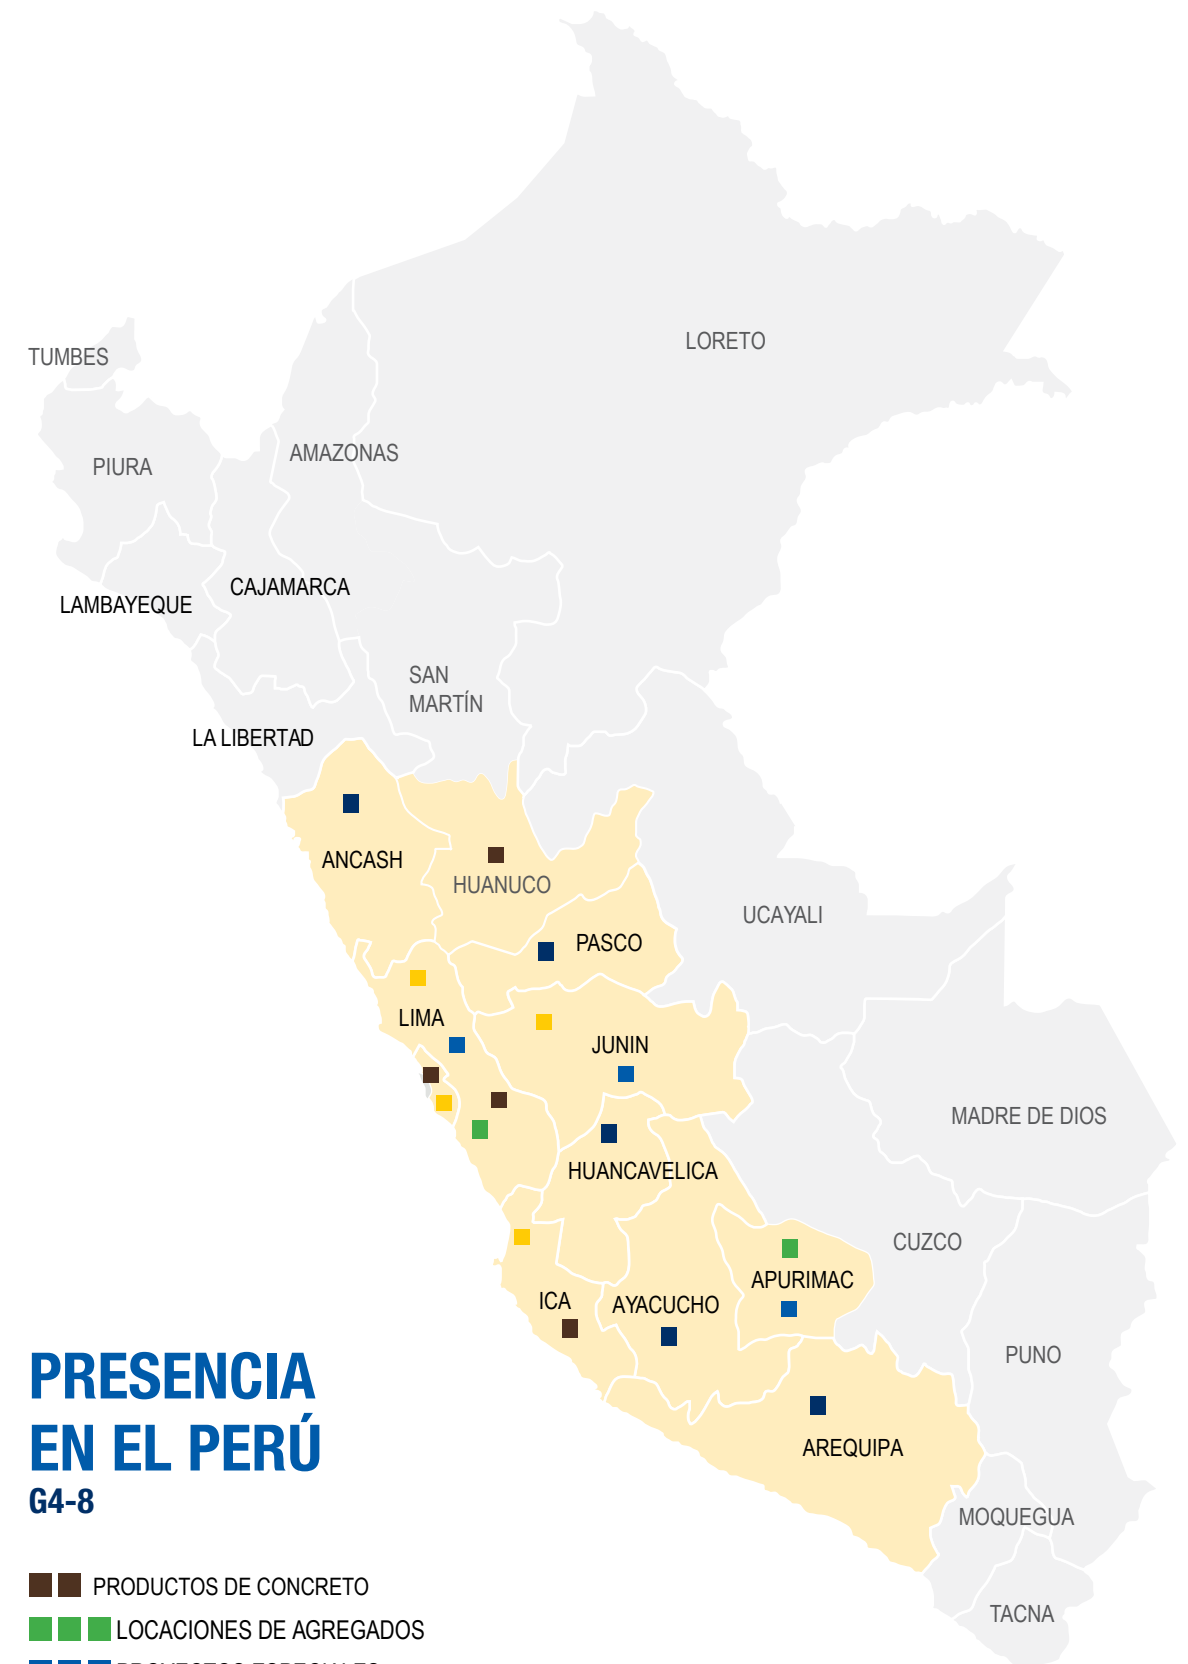 LORETO
TUMBES
AMAZONAS
PIURA
CAJAMARCA
LAMBAYEQUE
SAN
MARTÍN
LA LIBERTAD
ANCASH
HUANUCO
UCAYALI
PASCO
LIMA
JUNIN
MADRE DE DIOS
HUANCAVELICA
CUZCO
APURIMAC
ICA
AYACUCHO
PUNO
AREQUIPA
MOQUEGUA
TACNA
PRESENCIA
EN EL PERÚ
G4-8
PRODUCTOS DE CONCRETO
LOCACIONES DE AGREGADOS
PROYECTOS ESPECIALES